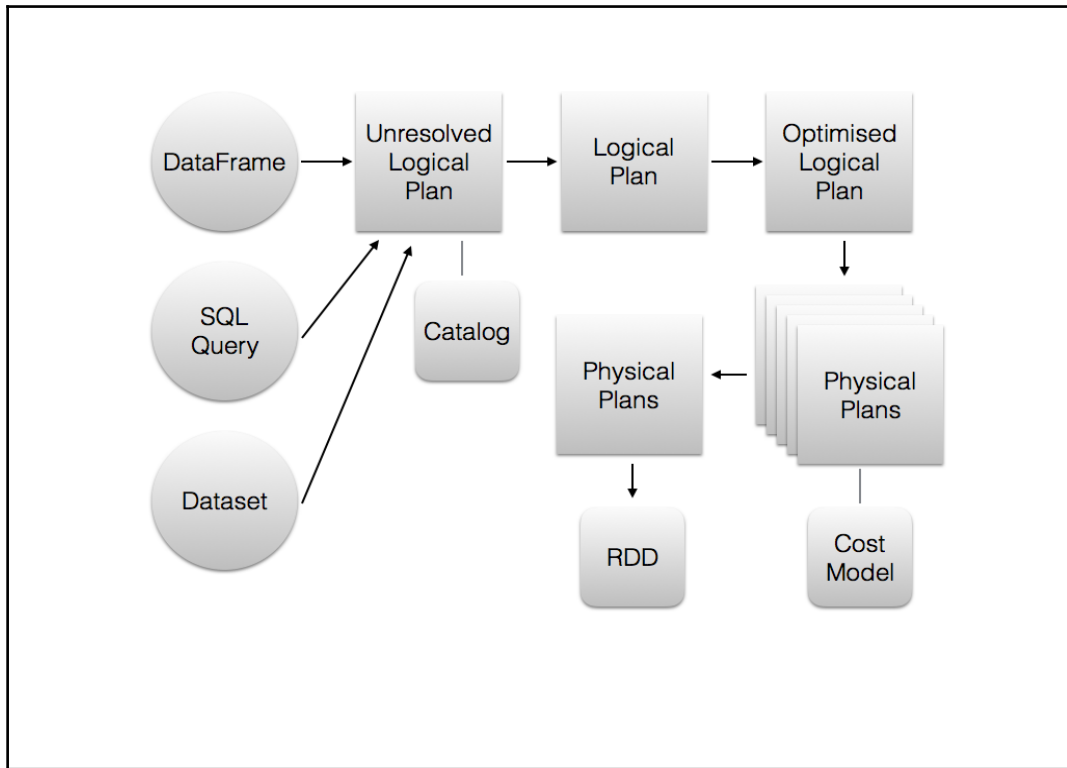 DataFrame
Unresolved
Logical
Plan
Logical
Plan
Optimised
Logical
Plan
SQL
Query
Catalog
Physical
Plans
Physical
Plans
Dataset
RDD
Cost
Model